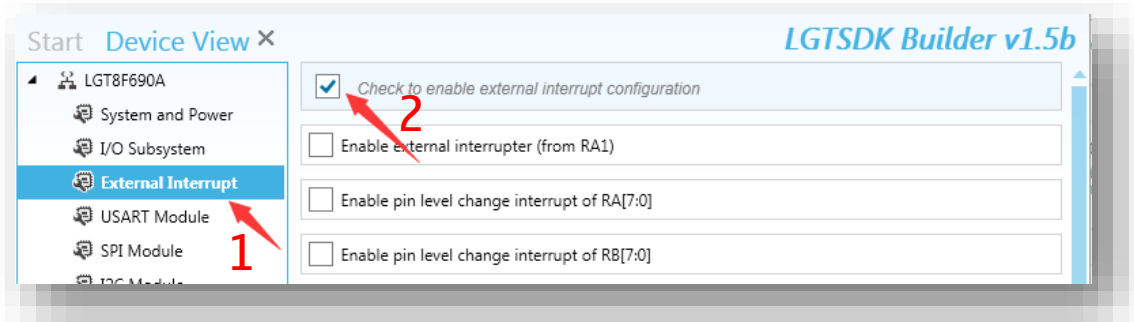 Start Device View ×
LGTSDK Builder v1.5b
LGT8F690A
System and Power
I/O Subsystem
External Interrupt
USART Module
SPI Module
I2C Module
Check to enable external interrupt configuration
Enable external interrupter (from RA1)
Enable pin level change interrupt of RA[7:0]
Enable pin level change interrupt of RB[7:0]
1
2